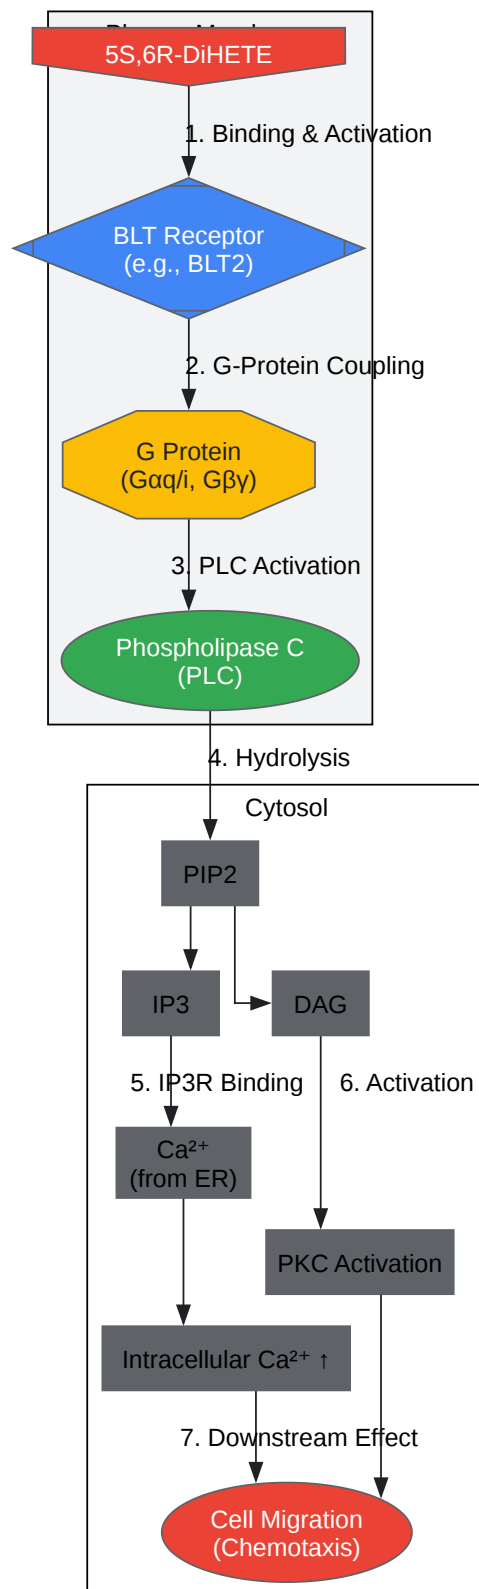 5S,6R-DiHETE
1. Binding & Activation
BLT Receptor
(e.g., BLT2)
2. G-Protein Coupling
G Protein
(Gαq/i, Gβγ)
3. PLC Activation
Phospholipase C
(PLC)
4. Hydrolysis
Cytosol
PIP2
IP3
DAG
5. IP3R Binding
6. Activation
Ca²⁺
(from ER)
PKC Activation
Intracellular Ca²⁺ ↑
7. Downstream Effect
Cell Migration
(Chemotaxis)